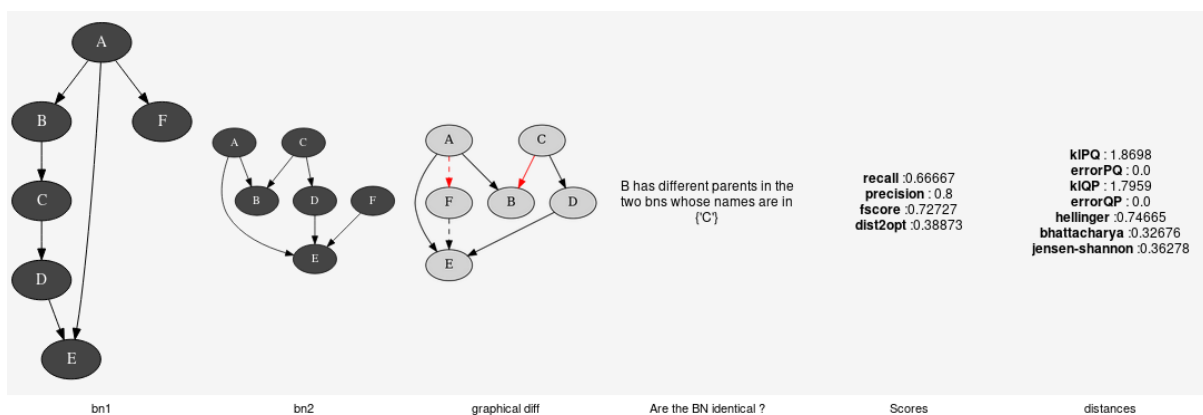 A
B
F
C
D
E
A
C
B
D
F
E
A
C
F
B
D
E
B has different parents in the
two bns whose names are in
{'C'}
recall :0.66667
precision : 0.8
fscore :0.72727
dist2opt :0.38873
klPQ : 1.8698
errorPQ : 0.0
klQP : 1.7959
errorQP : 0.0
hellinger :0.74665
bhattacharya :0.32676
jensen-shannon :0.36278
bn1
bn2
graphical diff
Are the BN identical ?
Scores
distances